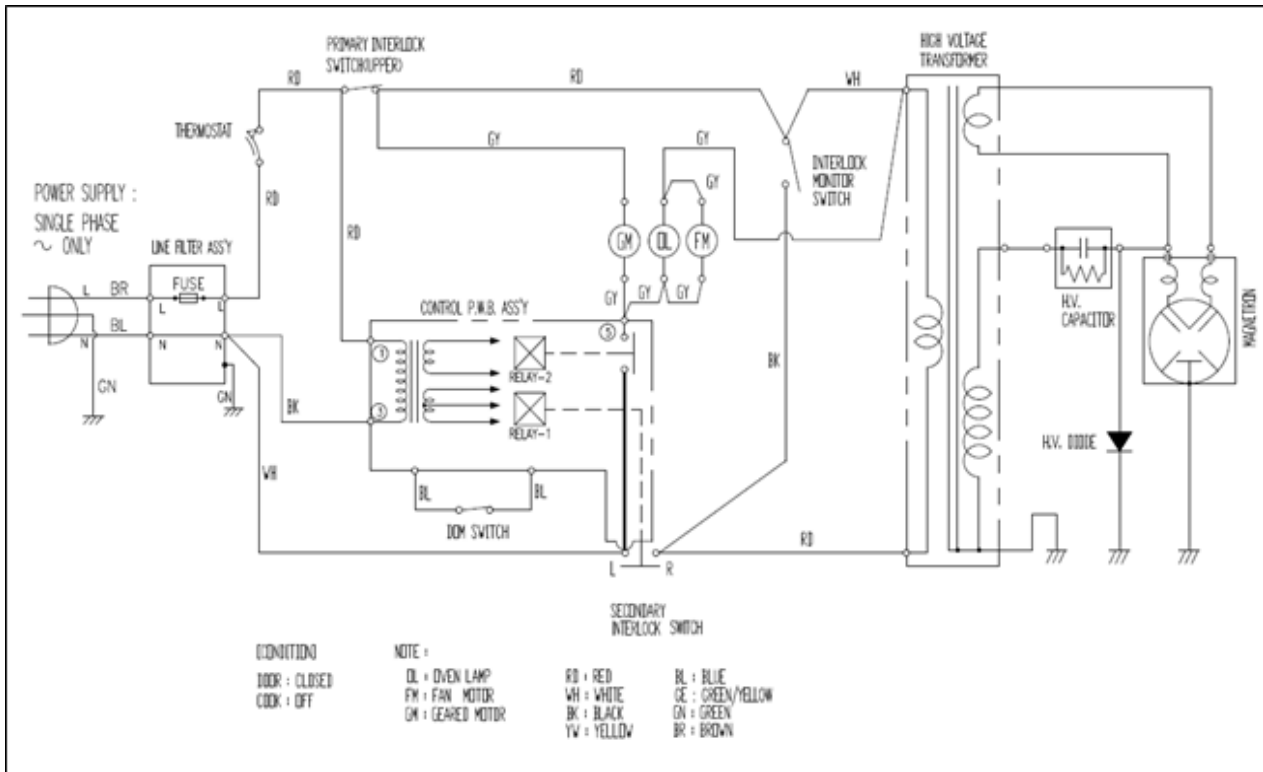 PRIMARY INTERLOCK
SWITCH(UPPER)
HIGH VOLTAGE
TRANSFORMER
RD
RD
WH
THERMOSTAT
GY
GY
GY
INTERLOCK
MONITOR
SWITCH
POWER SUPPLY :
SINGLE PHASE
~ ONLY
RD
RD
LINE FILTER ASS'Y
GM
OL
FM
FUSE
L
BR
L
L
GY
GY
GY
H.V.
CAPACITOR
MAGNETRON
CONTROL P.W.B. ASS'Y
5
BL
N
N
N
1
RELAY-2
BK
GN
GN
BK
3
RELAY-1
H.V. DIODE
WH
BL
BL
DOM SWITCH
RD
L
R
SECONDARY
INTERLOCK SWITCH
[CONDITION]
DOOR : CLOSED
COOK : OFF
NOTE :
OL : OVEN LAMP
FM : FAN MOTOR
GM : GEARED MOTOR
RD : RED
WH : WHITE
BK : BLACK
YW : YELLOW
BL : BLUE
GE : GREEN/YELLOW
GN : GREEN
BR : BROWN